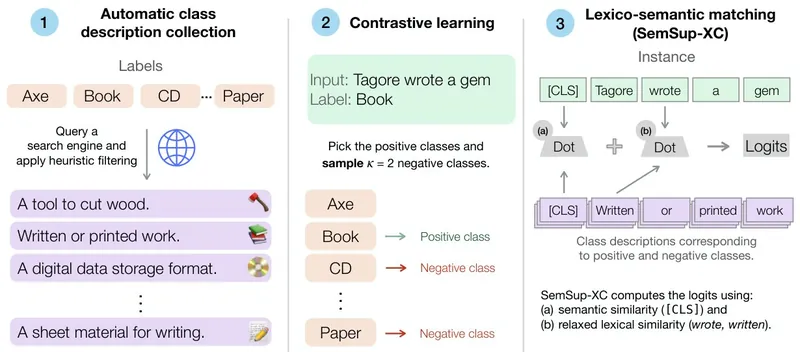 1
Automatic class
description collection
Labels
Axe
Book
CD
...
Paper
Query a
search engine and
apply heuristic filtering
A tool to cut wood.
Written or printed work.
A digital data storage format.
A sheet material for writing.
2
Contrastive learning
Input: Tagore wrote a gem
Label: Book
Pick the positive classes and
sample κ = 2 negative classes.
Axe
Book
Positive class
CD
Negative class
Paper
Negative class
3
Lexico-semantic matching
(SemSup-XC)
Instance
[CLS] Tagore wrote a gem
(a) Dot + (b) Dot Logits
[CLS] Written or printed work
Class descriptions corresponding
to positive and negative classes.
SemSup-XC computes the logits using:
(a) semantic similarity ([CLS]) and
(b) relaxed lexical similarity (wrote, written).